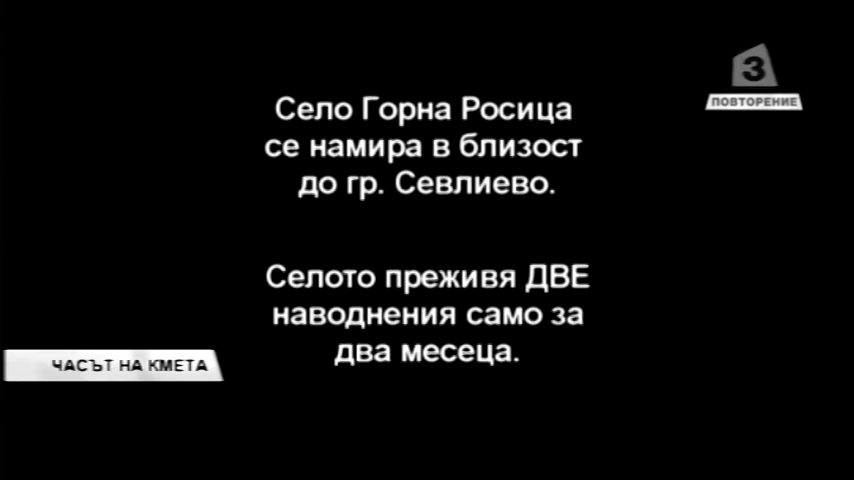 3
ПОВТОРЕНИЕ
Село Горна Росица
се намира в близост
до гр. Севлиево.
Селото преживя ДВЕ
наводнения само за
два месеца.
ЧАСЪТ НА КМЕТА